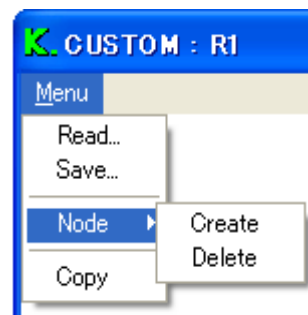 K. CUSTOM : R1
Menu
Read...
Save...
Node
Create
Delete
Copy